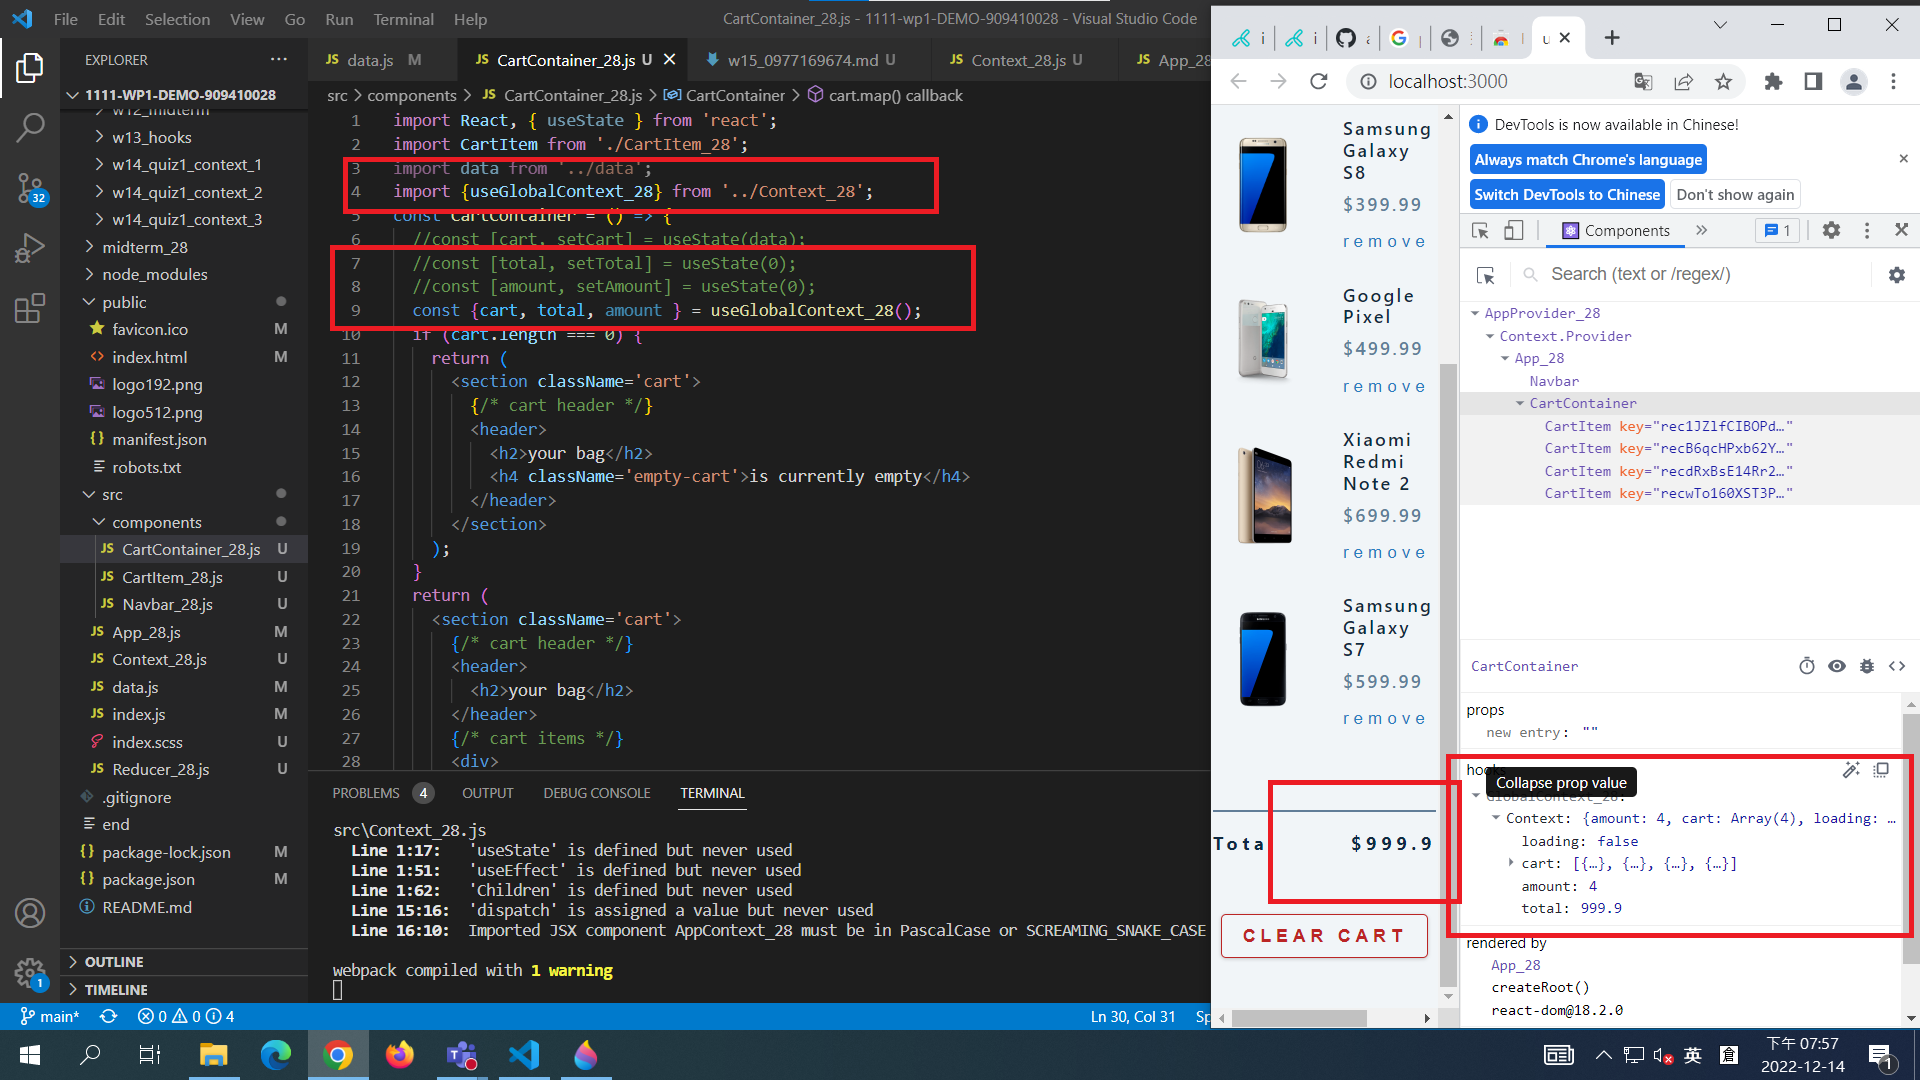 File Edit Selection View Go Run Terminal Help
CartContainer_28.js - 1111-wp1-DEMO-909410028 - Visual Studio Code
EXPLORER
1111-WP1-DEMO-909410028
w12_midterm
w13_hooks
w14_quiz1_context_1
w14_quiz1_context_2
w14_quiz1_context_3
midterm_28
node_modules
public
favicon.ico M
index.html M
logo192.png
logo512.png
manifest.json
robots.txt
src
components
JS CartContainer_28.js U
JS CartItem_28.js U
JS Navbar_28.js U
JS App_28.js M
JS Context_28.js U
JS data.js M
JS index.js M
index.scss U
JS Reducer_28.js U
.gitignore
end
package-lock.json M
package.json M
README.md
OUTLINE
TIMELINE
32
1
JS data.js M
JS CartContainer_28.js U
w15_0977169674.md U
JS Context_28.js U
JS App_28
src > components > JS CartContainer_28.js > CartContainer > cart.map() callback
1 import React, { useState } from 'react';
2 import CartItem from './CartItem_28';
3 import data from '../data';
4 import {useGlobalContext_28} from '../Context_28';
5 const CartContainer = () => {
6 //const [cart, setCart] = useState(data);
7 //const [total, setTotal] = useState(0);
8 //const [amount, setAmount] = useState(0);
9 const {cart, total, amount } = useGlobalContext_28();
10 if (cart.length === 0) {
11 return (
12 <section className='cart'>
13 {/* cart header */}
14 <header>
15 <h2>your bag</h2>
16 <h4 className='empty-cart'>is currently empty</h4>
17 </header>
18 </section>
19 );
20 }
21 return (
22 <section className='cart'>
23 {/* cart header */}
24 <header>
25 <h2>your bag</h2>
26 </header>
27 {/* cart items */}
28 <div>
PROBLEMS 4 OUTPUT DEBUG CONSOLE TERMINAL
src\Context_28.js
Line 1:17: 'useState' is defined but never used
Line 1:51: 'useEffect' is defined but never used
Line 1:62: 'Children' is defined but never used
Line 15:16: 'dispatch' is assigned a value but never used
Line 16:10: Imported JSX component AppContext_28 must be in PascalCase or SCREAMING_SNAKE_CASE
webpack compiled with 1 warning
main* 0 0 4
Ln 30, Col 31 Sp
localhost:3000
Samsung
Galaxy
S8
$399.99
remove
Google
Pixel
$499.99
remove
Xiaomi
Redmi
Note 2
$699.99
remove
Samsung
Galaxy
S7
$599.99
remove
Tota $999.9
CLEAR CART
DevTools is now available in Chinese!
Always match Chrome's language
Switch DevTools to Chinese
Don't show again
Components
1
Search (text or /regex/)
AppProvider_28
Context.Provider
App_28
Navbar
CartContainer
CartItem key="rec1JZlfCIBOPd…"
CartItem key="recB6qcHPxb62Y…"
CartItem key="recdRxBsE14Rr2…"
CartItem key="recwTo160XST3P…"
CartContainer
props
new entry: ""
hooks
Collapse prop value
GlobalContext_28:
Context: {amount: 4, cart: Array(4), loading: …
loading: false
cart: [{…}, {…}, {…}, {…}]
amount: 4
total: 999.9
rendered by
App_28
createRoot()
react-dom@18.2.0
英
倉
下午 07:57
2022-12-14
1